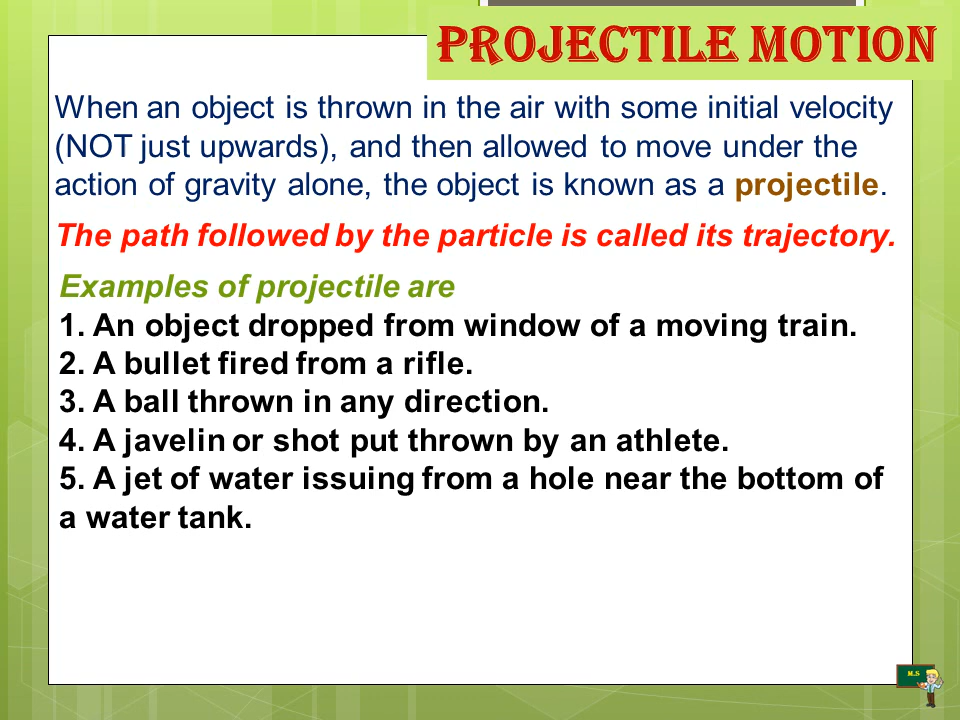 PROJECTILE MOTION
When an object is thrown in the air with some initial velocity
(NOT just upwards), and then allowed to move under the
action of gravity alone, the object is known as a projectile.
The path followed by the particle is called its trajectory.
Examples of projectile are
1. An object dropped from window of a moving train.
2. A bullet fired from a rifle.
3. A ball thrown in any direction.
4. A javelin or shot put thrown by an athlete.
5. A jet of water issuing from a hole near the bottom of
a water tank.
M.S